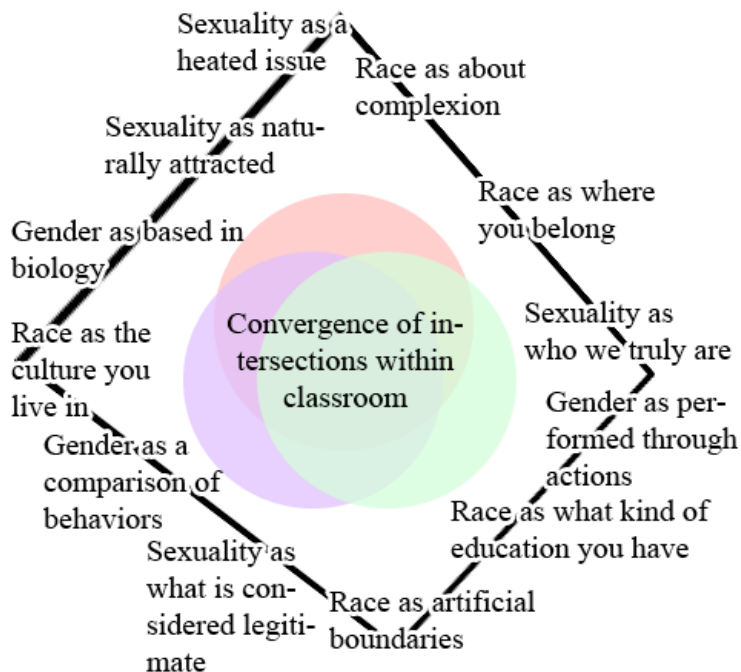 Sexuality as a
heated issue
Race as about
complexion
Sexuality as natu-
rally attracted
Race as where
you belong
Gender as based in
biology
Sexuality as
who we truly are
Convergence of in-
tersections within
classroom
Race as the
culture you
live in
Gender as per-
formed through
actions
Gender as a
comparison of
behaviors
Race as what kind of
education you have
Sexuality as
what is con-
sidered legiti-
mate
Race as artificial
boundaries